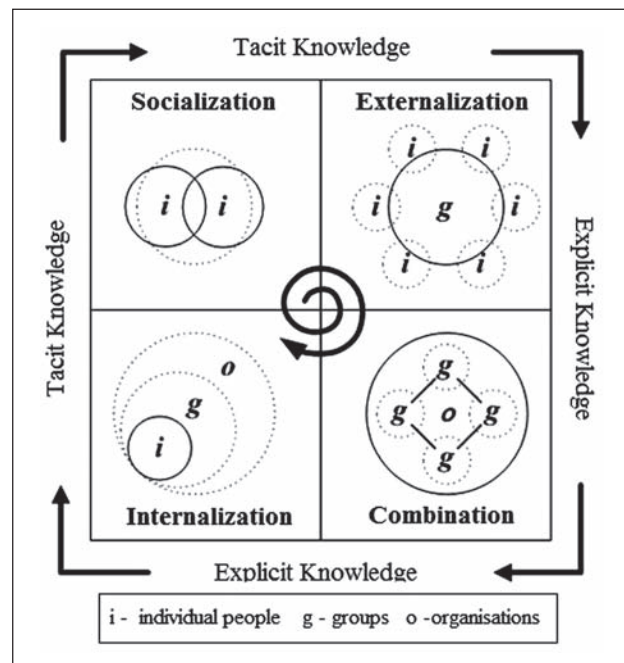 Tacit Knowledge
Socialization
Externalization
i i
i i
i g i
i i
Tacit Knowledge
Explicit Knowledge
o
g
i
g
g o g
g
Internalization
Combination
Explicit Knowledge
i - individual people g - groups o -organisations